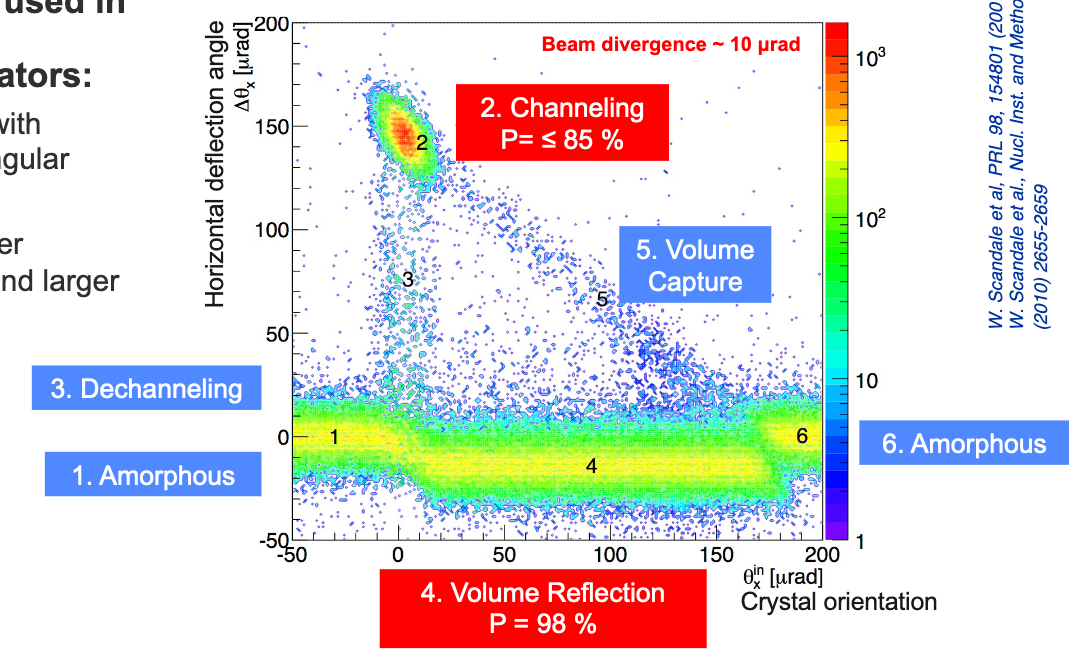 used in
ators:
with
ngular
er
nd larger
Horizontal deflection angle
Δθx [μrad]
200
150
100
50
0
-50
Beam divergence ~ 10 μrad
2. Channeling
P= ≤ 85 %
2
3
5. Volume
Capture
5
3. Dechanneling
1. Amorphous
1
4
6
6. Amorphous
10³
10²
10
1
-50
0
50
100
150
200
θxⁱⁿ [μrad]
Crystal orientation
4. Volume Reflection
P = 98 %
W. Scandale et al, PRL 98, 154801 (200
W. Scandale et al., Nucl. Inst. and Metho
(2010) 2655-2659